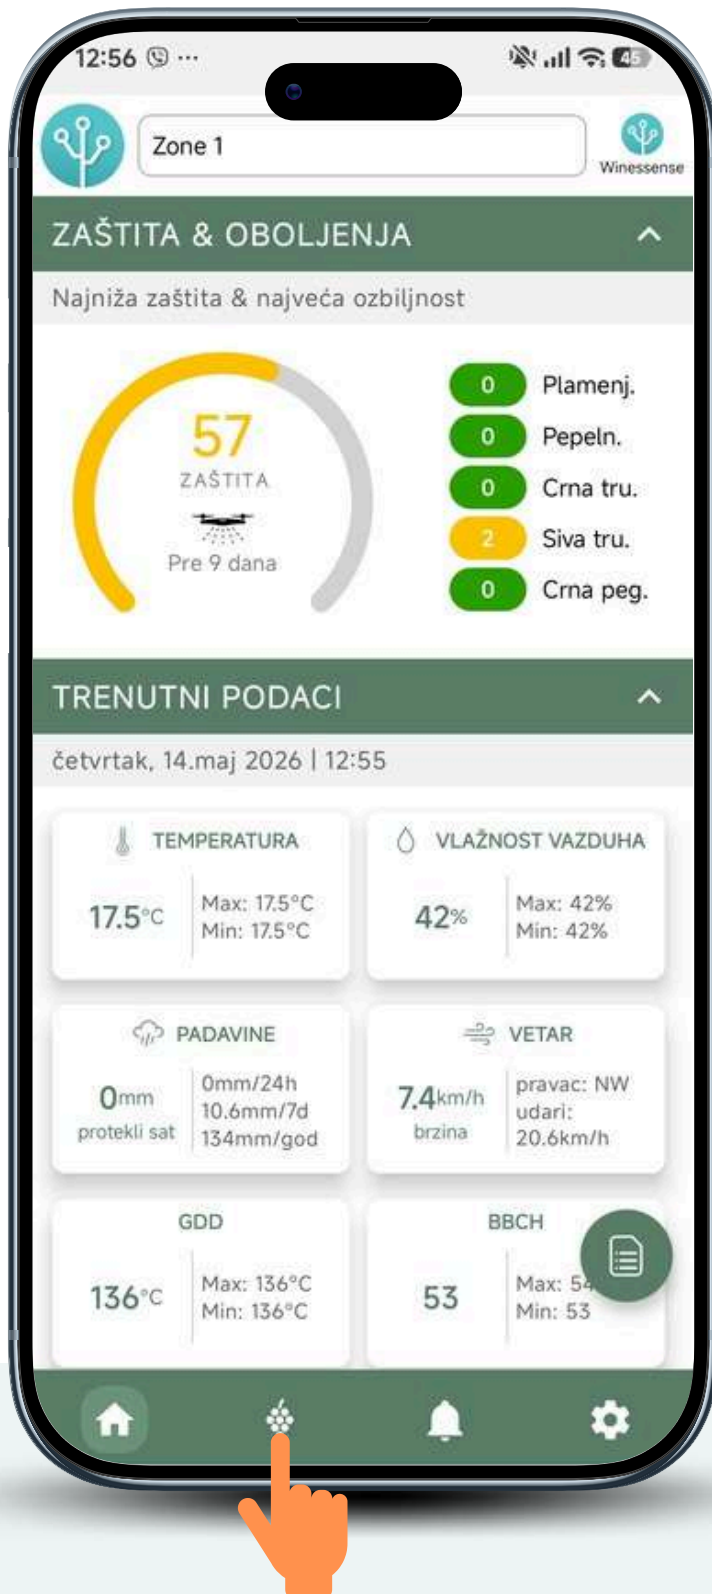 12:56 ...
45
Zone 1
Winessense
ZAŠTITA & OBOLJENJA
Najniža zaštita & najveća ozbiljnost
57
ZAŠTITA
Pre 9 dana
0 Plamenj.
0 Pepeln.
0 Crna tru.
2 Siva tru.
0 Crna peg.
TRENUTNI PODACI
četvrtak, 14.maj 2026 | 12:55
TEMPERATURA
17.5°C
Max: 17.5°C
Min: 17.5°C
VLAŽNOST VAZDUHA
42%
Max: 42%
Min: 42%
PADAVINE
0mm
protekli sat
0mm/24h
10.6mm/7d
134mm/god
VETAR
7.4km/h
brzina
pravac: NW
udari:
20.6km/h
GDD
136°C
Max: 136°C
Min: 136°C
BBCH
53
Max: 54
Min: 53